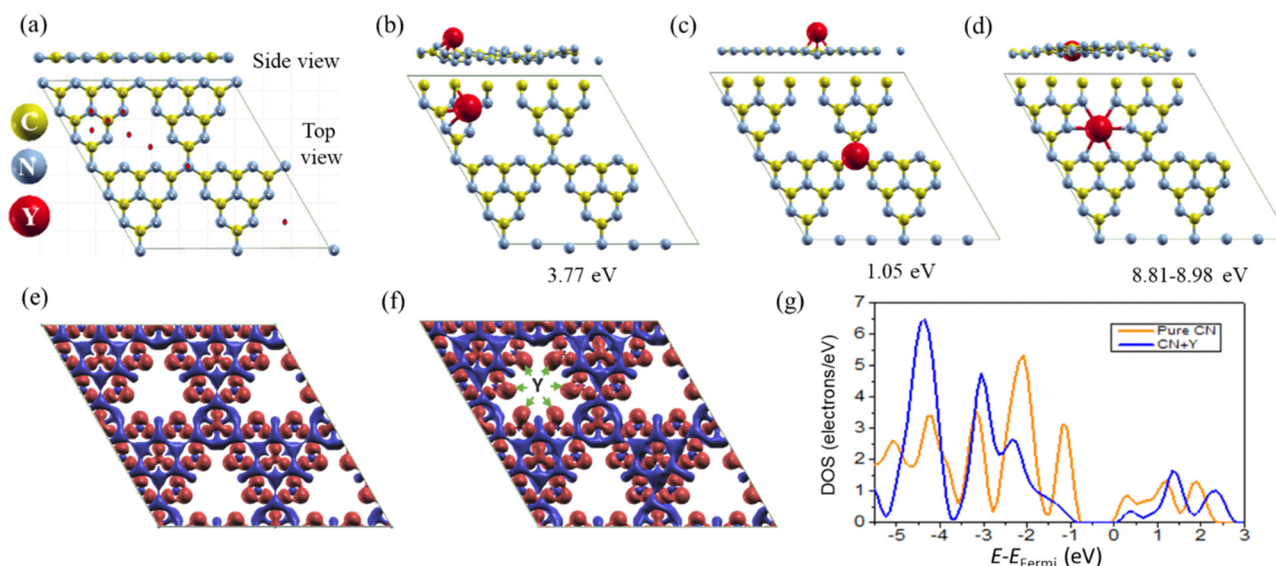 (a)
(b)
(c)
(d)
Side view
C
N
Y
Top
view
3.77 eV
1.05 eV
8.81-8.98 eV
(e)
(f)
(g)
Y
7
6
5
4
3
2
1
0
DOS (electrons/eV)
Pure CN
CN+Y
-5 -4 -3 -2 -1 0 1 2 3
E-EFermi (eV)